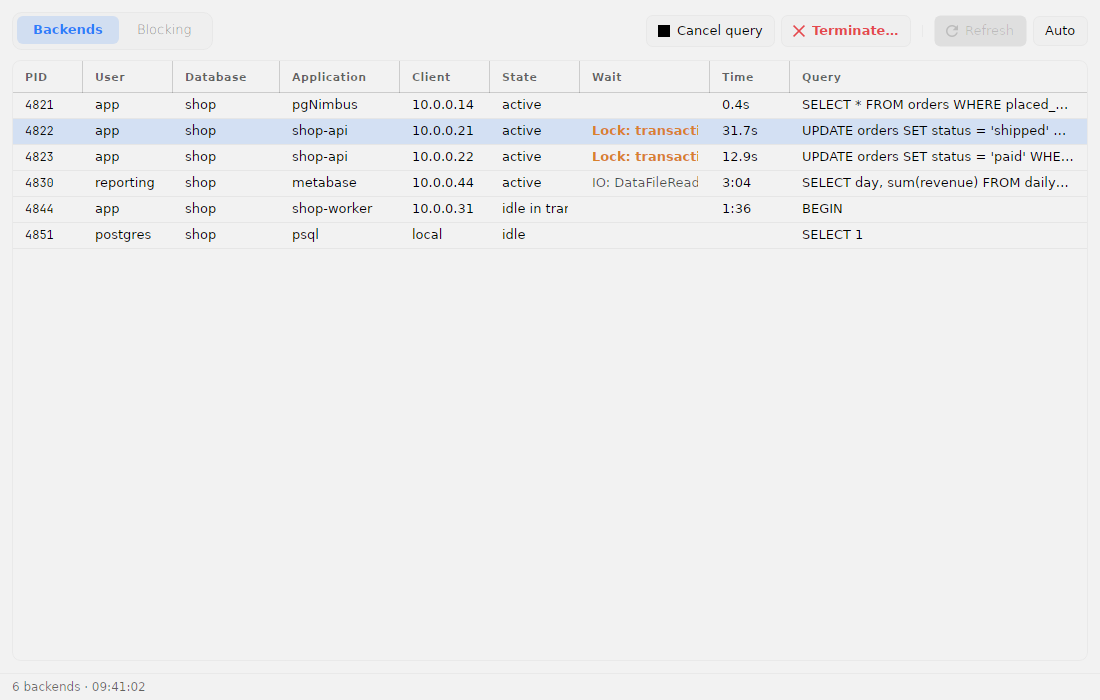 Backends Blocking Cancel query Terminate... Refresh Auto
PID User Database Application Client State Wait Time Query
4821 app shop pgNimbus 10.0.0.14 active 0.4s SELECT * FROM orders WHERE placed_...
4822 app shop shop-api 10.0.0.21 active Lock: transacti 31.7s UPDATE orders SET status = 'shipped' ...
4823 app shop shop-api 10.0.0.22 active Lock: transacti 12.9s UPDATE orders SET status = 'paid' WHE...
4830 reporting shop metabase 10.0.0.44 active IO: DataFileRead 3:04 SELECT day, sum(revenue) FROM daily...
4844 app shop shop-worker 10.0.0.31 idle in tran 1:36 BEGIN
4851 postgres shop psql local idle SELECT 1
6 backends · 09:41:02